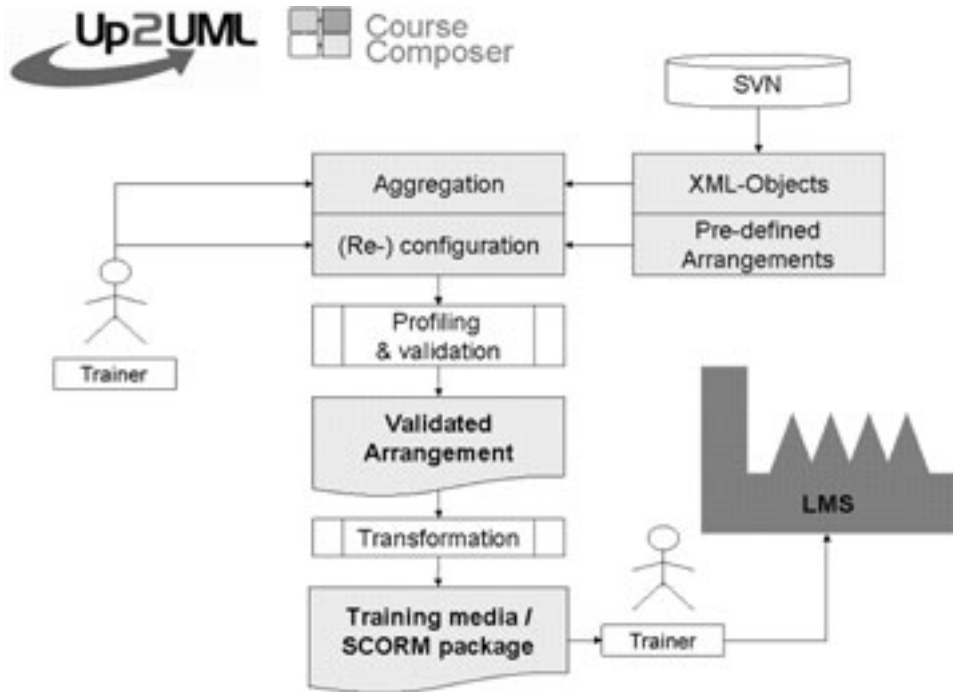 Up2UML
Course
Composer
SVN
Aggregation
XML-Objects
(Re-) configuration
Pre-defined
Arrangements
Profiling
& validation
Trainer
Validated
Arrangement
LMS
Transformation
Training media /
SCORM package
Trainer